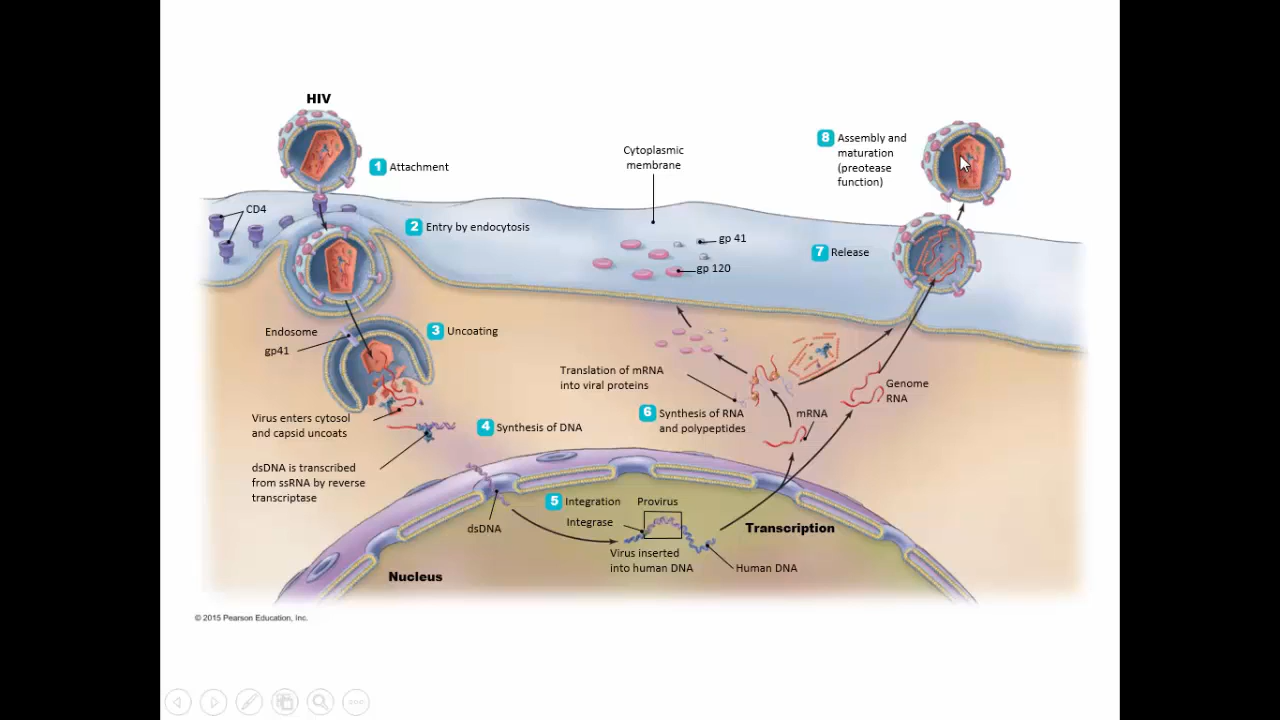 HIV
1 Attachment
CD4
2 Entry by endocytosis
Endosome
gp41
3 Uncoating
Virus enters cytosol
and capsid uncoats
4 Synthesis of DNA
dsDNA is transcribed
from ssRNA by reverse
transcriptase
dsDNA
5 Integration
Provirus
Integrase
Virus inserted
into human DNA
Human DNA
Nucleus
Transcription
Cytoplasmic
membrane
gp 41
gp 120
Translation of mRNA
into viral proteins
6 Synthesis of RNA
and polypeptides
mRNA
Genome
RNA
7 Release
8 Assembly and
maturation
(preotease
function)
© 2015 Pearson Education, Inc.